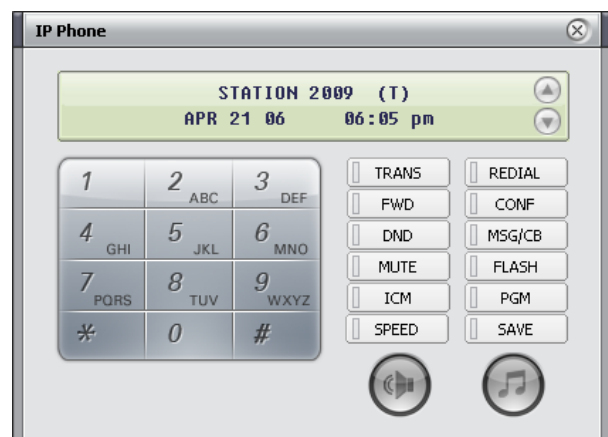 IP Phone
STATION 2009 (T)
APR 21 06 06:05 pm
1 2 ABC 3 DEF
4 GHI 5 JKL 6 MNO
7 PQRS 8 TUV 9 WXYZ
* 0 #
TRANS REDIAL
FWD CONF
DND MSG/CB
MUTE FLASH
ICM PGM
SPEED SAVE